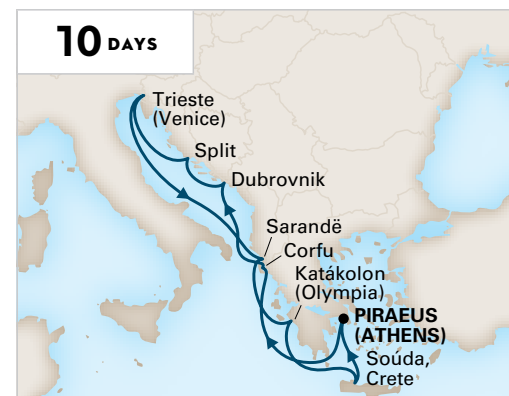 10 DAYS
Trieste
(Venice)
Split
Dubrovnik
Sarandë
Corfu
Katákolon
(Olympia)
PIRAEUS
(ATHENS)
Soúda,
Crete